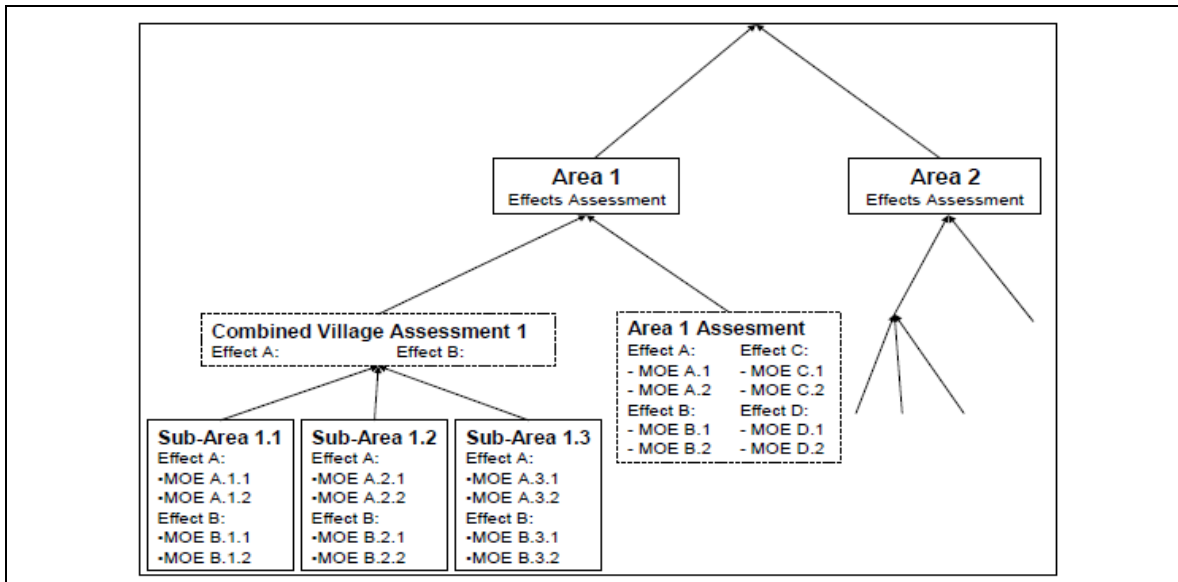 Area 1
Effects Assessment
Area 2
Effects Assessment
Combined Village Assessment 1
Effect A: Effect B:
Area 1 Assesment
Effect A: Effect C:
- MOE A.1 - MOE C.1
- MOE A.2 - MOE C.2
Effect B: Effect D:
- MOE B.1 - MOE D.1
- MOE B.2 - MOE D.2
Sub-Area 1.1
Effect A:
•MOE A.1.1
•MOE A.1.2
Effect B:
•MOE B.1.1
•MOE B.1.2
Sub-Area 1.2
Effect A:
•MOE A.2.1
•MOE A.2.2
Effect B:
•MOE B.2.1
•MOE B.2.2
Sub-Area 1.3
Effect A:
•MOE A.3.1
•MOE A.3.2
Effect B:
•MOE B.3.1
•MOE B.3.2